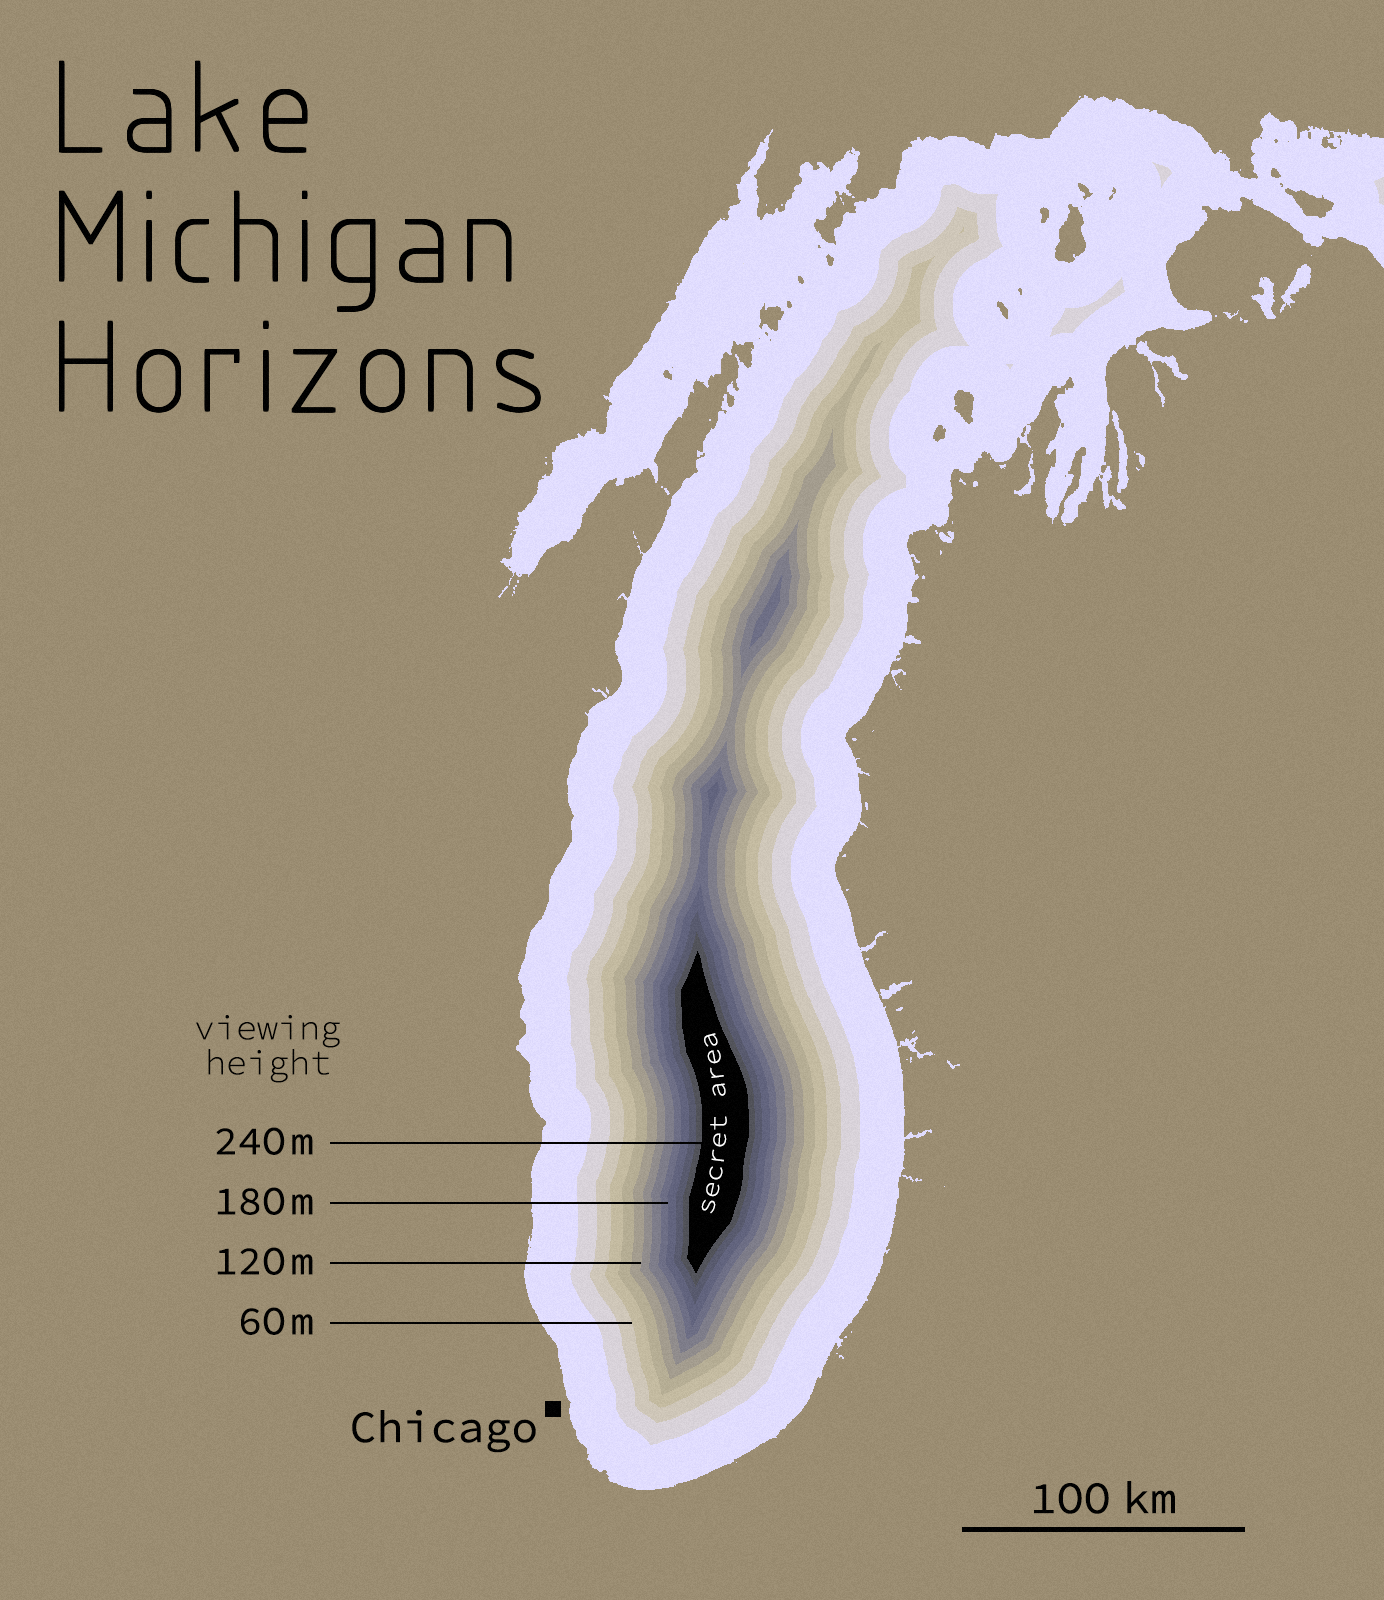 Lake
Michigan
Horizons
viewing
height
240m
180m
120m
60m
secret area
Chicago
100 km